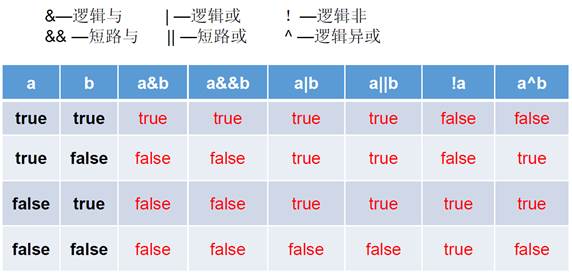 &—逻辑与 | —逻辑或 ! —逻辑非
&& —短路与 || —短路或 ^ —逻辑异或
a b a&b a&&b a|b a||b !a a^b
true true true true true true false false
true false false false true true false true
false true false false true true true true
false false false false false false true false